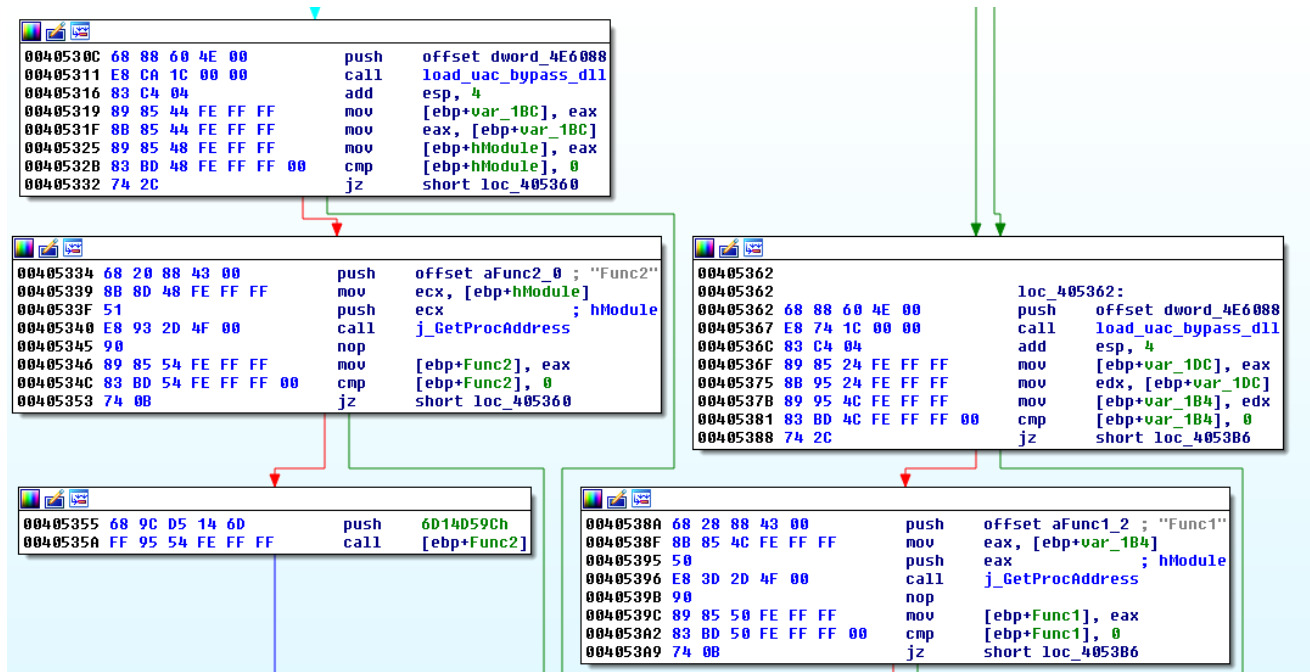 0040530C 68 88 60 4E 00 push offset dword_4E6088
00405311 E8 CA 1C 00 00 call load_uac_bypass_dll
00405316 83 C4 04 add esp, 4
00405319 89 85 44 FE FF FF mov [ebp+var_1BC], eax
0040531F 8B 85 44 FE FF FF mov eax, [ebp+var_1BC]
00405325 89 85 48 FE FF FF mov [ebp+hModule], eax
0040532B 83 BD 48 FE FF FF 00 cmp [ebp+hModule], 0
00405332 74 2C jz short loc_405360
00405334 68 20 88 43 00 push offset aFunc2_0 ; "Func2"
00405339 8B 8D 48 FE FF FF mov ecx, [ebp+hModule]
0040533F 51 push ecx ; hModule
00405340 E8 93 2D 4F 00 call j_GetProcAddress
00405345 90 nop
00405346 89 85 54 FE FF FF mov [ebp+Func2], eax
0040534C 83 BD 54 FE FF FF 00 cmp [ebp+Func2], 0
00405353 74 0B jz short loc_405360
00405355 68 9C D5 14 6D push 6D14D59Ch
0040535A FF 95 54 FE FF FF call [ebp+Func2]
00405362
00405362 loc_405362:
00405362 68 88 60 4E 00 push offset dword_4E6088
00405367 E8 74 1C 00 00 call load_uac_bypass_dll
0040536C 83 C4 04 add esp, 4
0040536F 89 85 24 FE FF FF mov [ebp+var_1DC], eax
00405375 8B 95 24 FE FF FF mov edx, [ebp+var_1DC]
0040537B 89 95 4C FE FF FF mov [ebp+var_1B4], edx
00405381 83 BD 4C FE FF FF 00 cmp [ebp+var_1B4], 0
00405388 74 2C jz short loc_4053B6
0040538A 68 28 88 43 00 push offset aFunc1_2 ; "Func1"
0040538F 8B 85 4C FE FF FF mov eax, [ebp+var_1B4]
00405395 50 push eax ; hModule
00405396 E8 3D 2D 4F 00 call j_GetProcAddress
0040539B 90 nop
0040539C 89 85 50 FE FF FF mov [ebp+Func1], eax
004053A2 83 BD 50 FE FF FF 00 cmp [ebp+Func1], 0
004053A9 74 0B jz short loc_4053B6